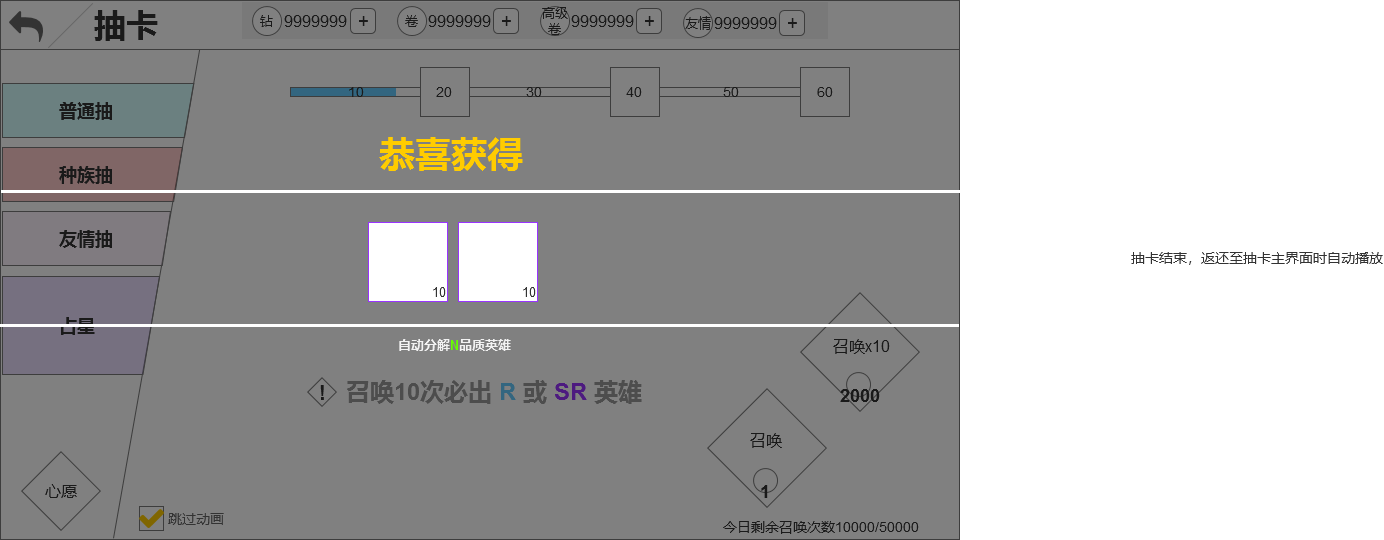 抽卡
钻 9999999 +
卷 9999999 +
高级卷 9999999 +
友情 9999999 +
10 20 30 40 50 60
普通抽
恭喜获得
种族抽
友情抽
10 10
抽卡结束，返还至抽卡主界面时自动播放
占星
自动分解N品质英雄
! 召唤10次必出 R 或 SR 英雄
召唤x10
2000
召唤
1
心愿
跳过动画
今日剩余召唤次数10000/50000